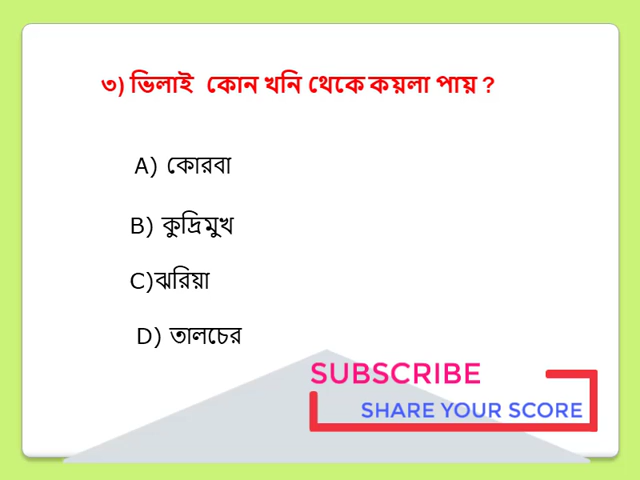 ৩) ভিলাই কোন খনি থেকে কয়লা পায় ?
A) কোরবা
B) কুদ্রিমুখ
C)ঝরিয়া
D) তালচের
SUBSCRIBE
SHARE YOUR SCORE